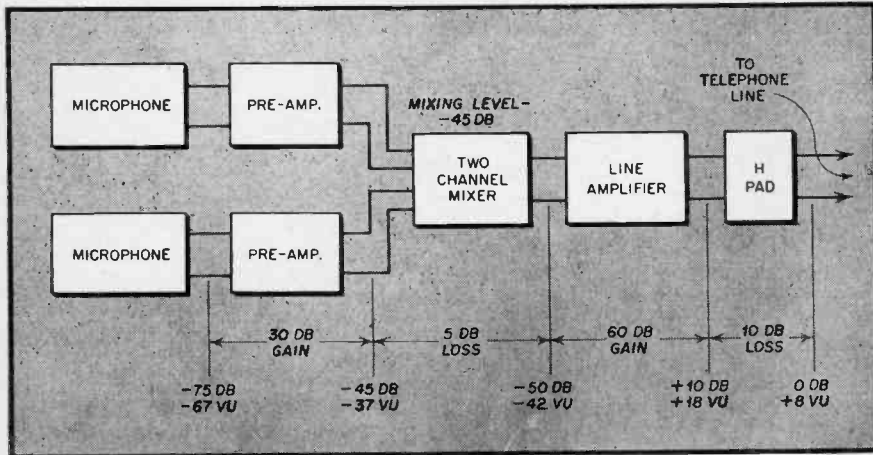 MICROPHONE
PRE-AMP.
MICROPHONE
PRE-AMP.
MIXING LEVEL-
-45 DB
TWO
CHANNEL
MIXER
LINE
AMPLIFIER
H
PAD
TO
TELEPHONE
LINE
30 DB
GAIN
5 DB
LOSS
60 DB
GAIN
10 DB
LOSS
-75 DB
-67 VU
-45 DB
-37 VU
-50 DB
-42 VU
+10 DB
+18 VU
0 DB
+8 VU